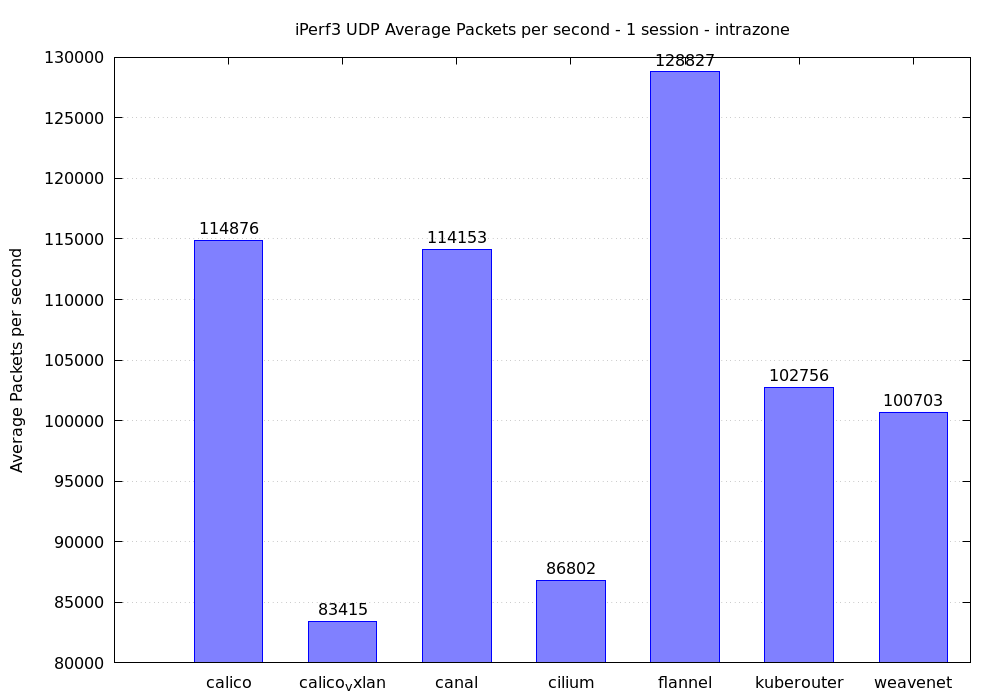 iPerf3 UDP Average Packets per second - 1 session - intrazone
130000
125000
120000
115000
110000
105000
100000
95000
90000
85000
80000
Average Packets per second
114876
83415
114153
86802
128827
102756
100703
calico
calicovxlan
canal
cilium
flannel
kuberouter
weavenet